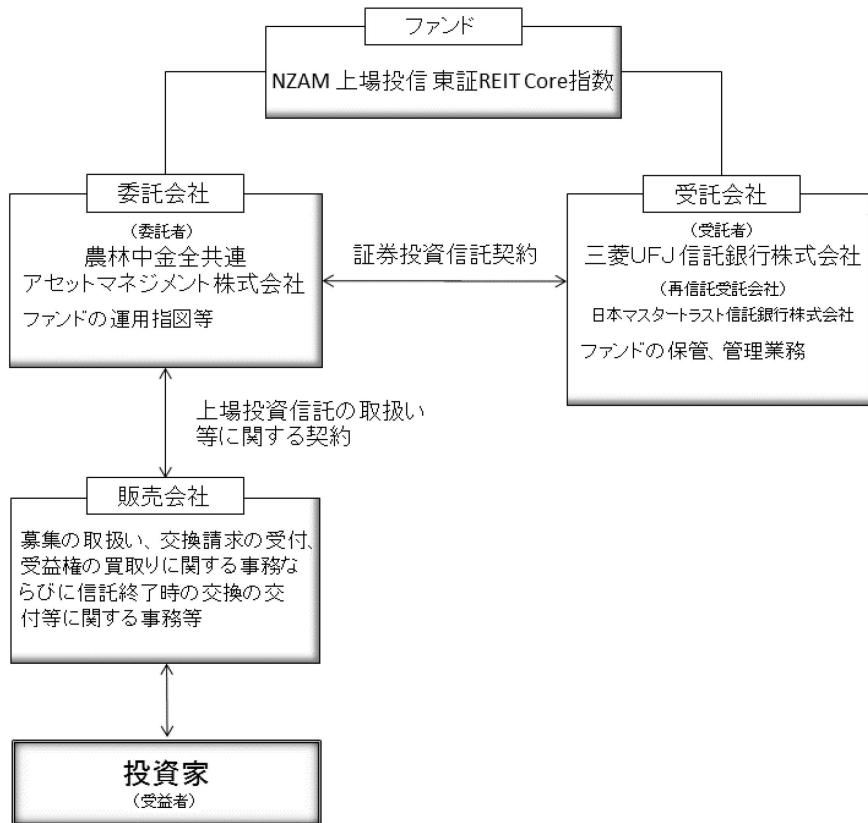 ファンド
NZAM 上場投信 東証REIT Core指数
委託会社
（委託者）
農林中金全共連
アセットマネジメント株式会社
ファンドの運用指図等
証券投資信託契約
受託会社
（受託者）
三菱UFJ信託銀行株式会社
（再信託受託会社）
日本マスタートラスト信託銀行株式会社
ファンドの保管、管理業務
上場投資信託の取扱い
等に関する契約
販売会社
募集の取扱い、交換請求の受付、
受益権の買取りに関する事務な
らびに信託終了時の交換の交
付等に関する事務等
投資家
（受益者）